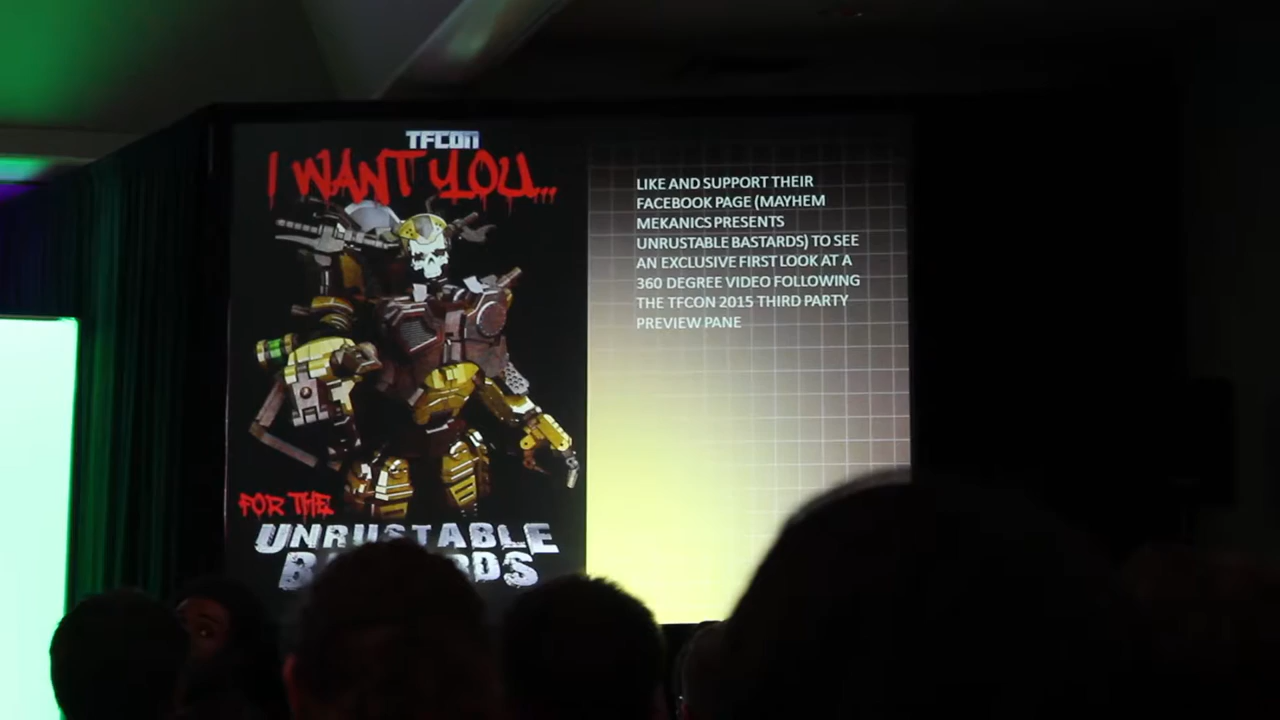 TFCON
I WANT YOU...
FOR THE
UNRUSTABLE
LIKE AND SUPPORT THEIR
FACEBOOK PAGE (MAYHEM
MEKANICS PRESENTS
UNRUSTABLE BASTARDS) TO SEE
AN EXCLUSIVE FIRST LOOK AT A
360 DEGREE VIDEO FOLLOWING
THE TFCON 2015 THIRD PARTY
PREVIEW PANE